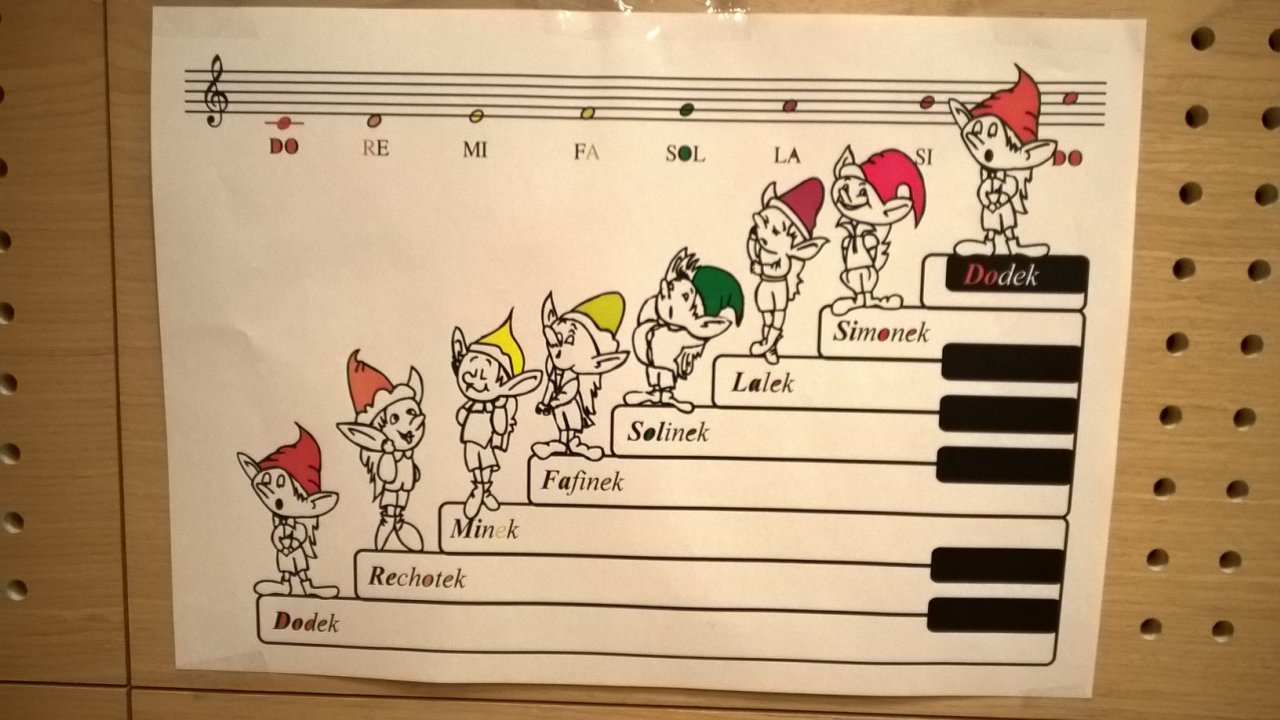 DO RE MI FA SOL LA SI DO
Dodek
Simonek
Lalek
Solinek
Fafinek
Minek
Rechotek
Dodek